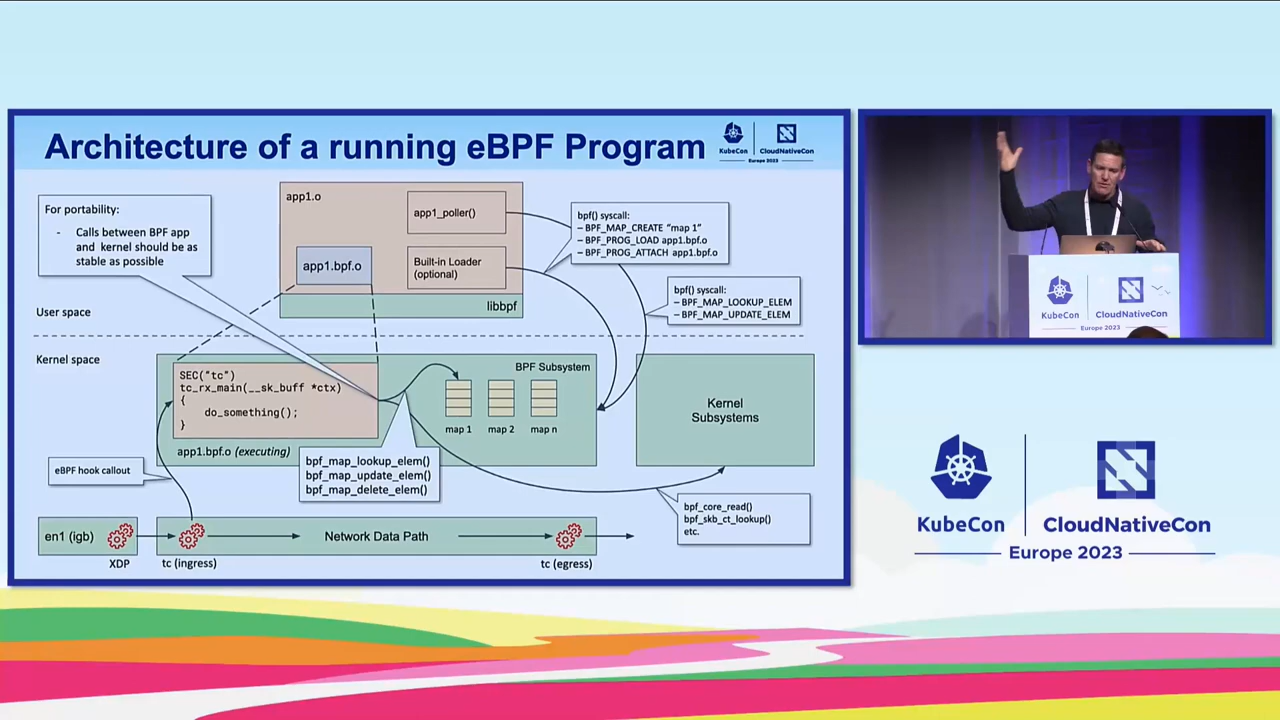 Architecture of a running eBPF Program
KubeCon
CloudNativeCon
Europe 2023
For portability:
- Calls between BPF app
and kernel should be as
stable as possible
app1.o
app1_poller()
app1.bpf.o
Built-in Loader
(optional)
libbpf
bpf() syscall:
– BPF_MAP_CREATE “map 1”
– BPF_PROG_LOAD app1.bpf.o
– BPF_PROG_ATTACH app1.bpf.o
bpf() syscall:
– BPF_MAP_LOOKUP_ELEM
– BPF_MAP_UPDATE_ELEM
User space
Kernel space
SEC("tc")
tc_rx_main(__sk_buff *ctx)
{
do_something();
}
app1.bpf.o (executing)
BPF Subsystem
map 1
map 2
map n
Kernel
Subsystems
eBPF hook callout
bpf_map_lookup_elem()
bpf_map_update_elem()
bpf_map_delete_elem()
bpf_core_read()
bpf_skb_ct_lookup()
etc.
en1 (igb)
Network Data Path
XDP
tc (ingress)
tc (egress)
KubeCon
CloudNativeCon
Europe 2023
KubeCon
CloudNativeCon
Europe 2023